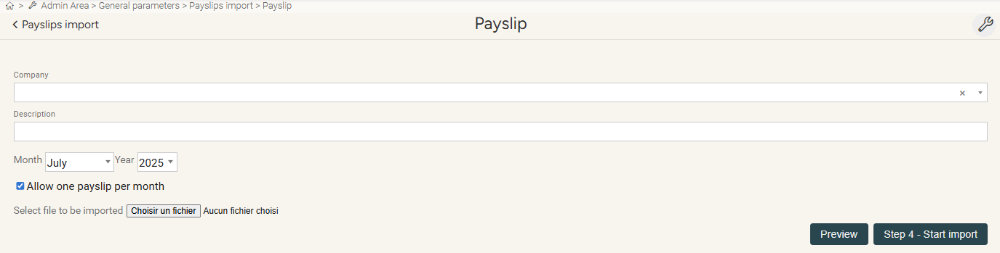 > Admin Area > General parameters > Payslips import > Payslip
Payslips import
Payslip
Company
×
Description
Month July Year 2025
Allow one payslip per month
Select file to be imported Choisir un fichier Aucun fichier choisi
Preview Step 4 - Start import